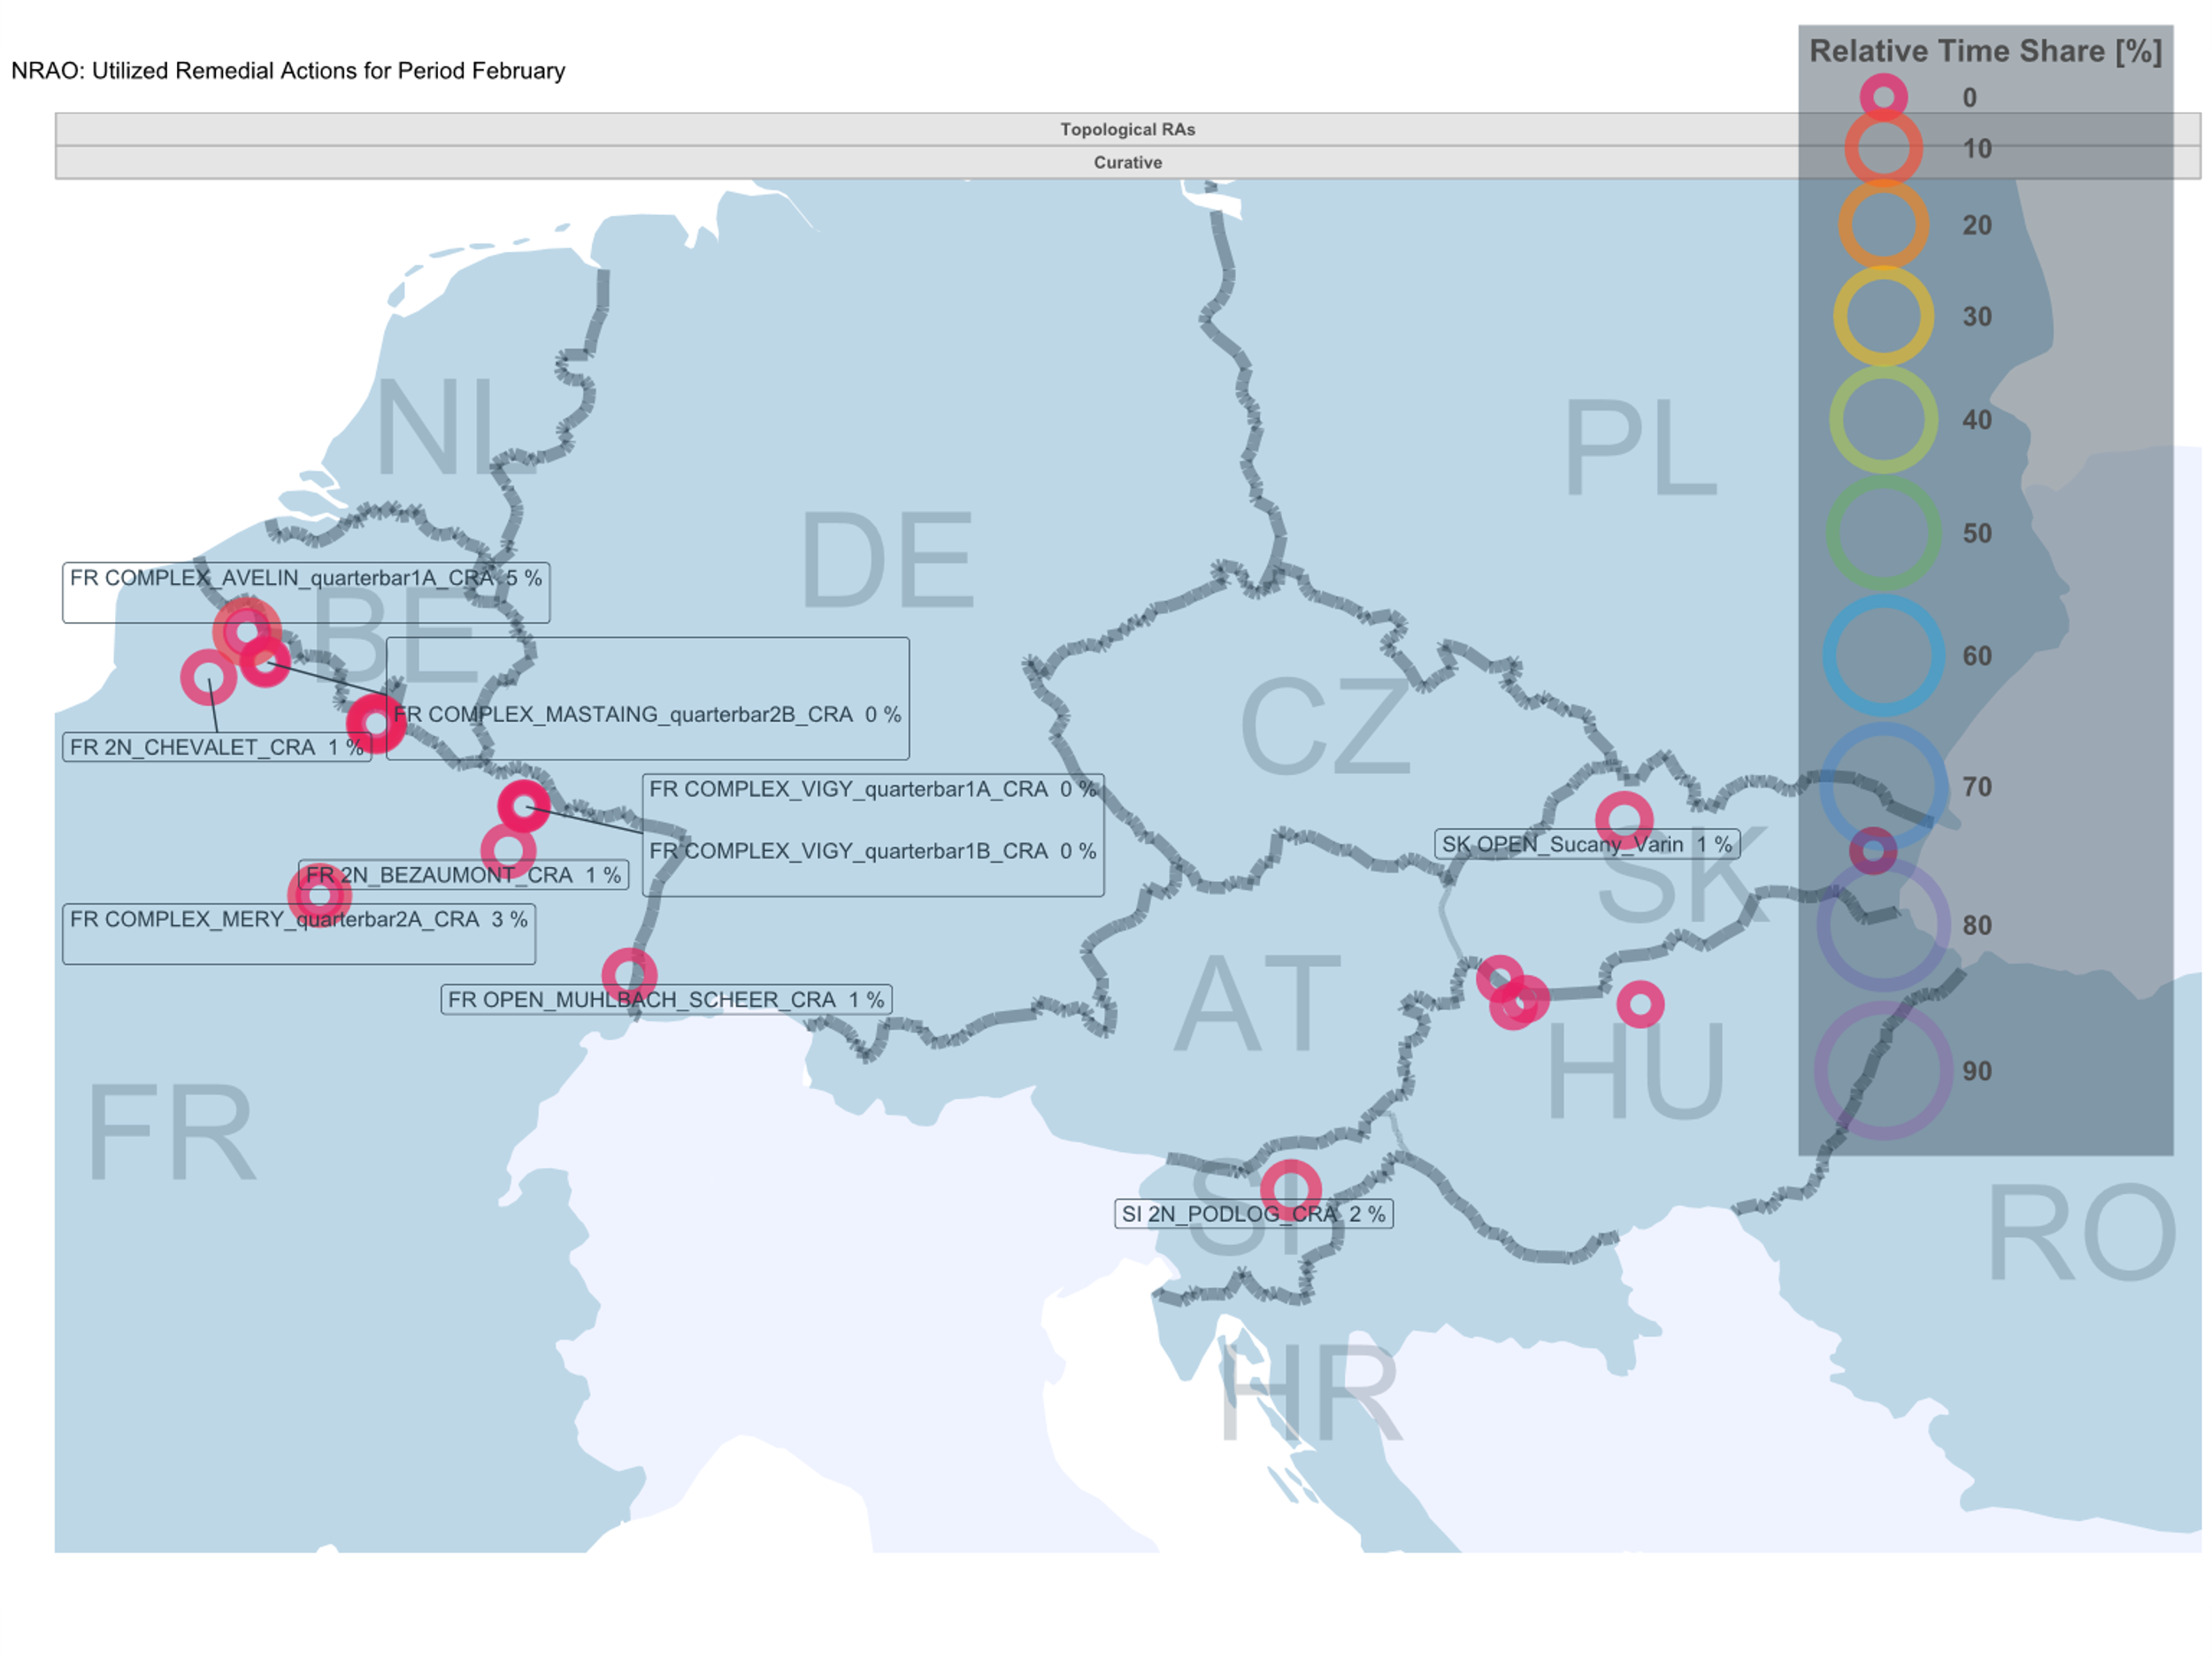 NRAO: Utilized Remedial Actions for Period February
Relative Time Share [%]
0
10
20
30
40
50
60
70
80
90
Topological RAs
Curative
NL
DE
PL
BE
CZ
SK
AT
HU
FR
SI
RO
HR
FR COMPLEX_AVELIN_quarterbar1A_CRA 5 %
FR COMPLEX_MASTAING_quarterbar2B_CRA 0 %
FR 2N_CHEVALET_CRA 1 %
FR COMPLEX_VIGY_quarterbar1A_CRA 0 %
FR COMPLEX_VIGY_quarterbar1B_CRA 0 %
SK OPEN_Sucany_Varin 1 %
FR 2N_BEZAUMONT_CRA 1 %
FR COMPLEX_MERY_quarterbar2A_CRA 3 %
FR OPEN_MUHLBACH_SCHEER_CRA 1 %
SI 2N_PODLOG_CRA 2 %